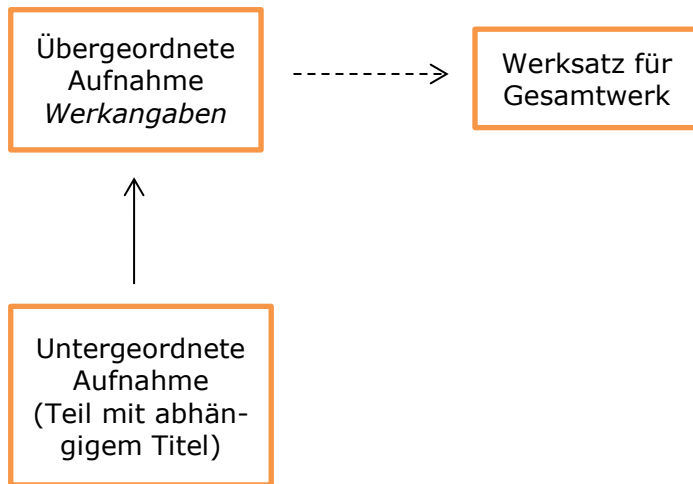 Übergeordnete
Aufnahme
Werkangaben
Werksatz für
Gesamtwerk
Untergeordnete
Aufnahme
(Teil mit abhän-
gigem Titel)